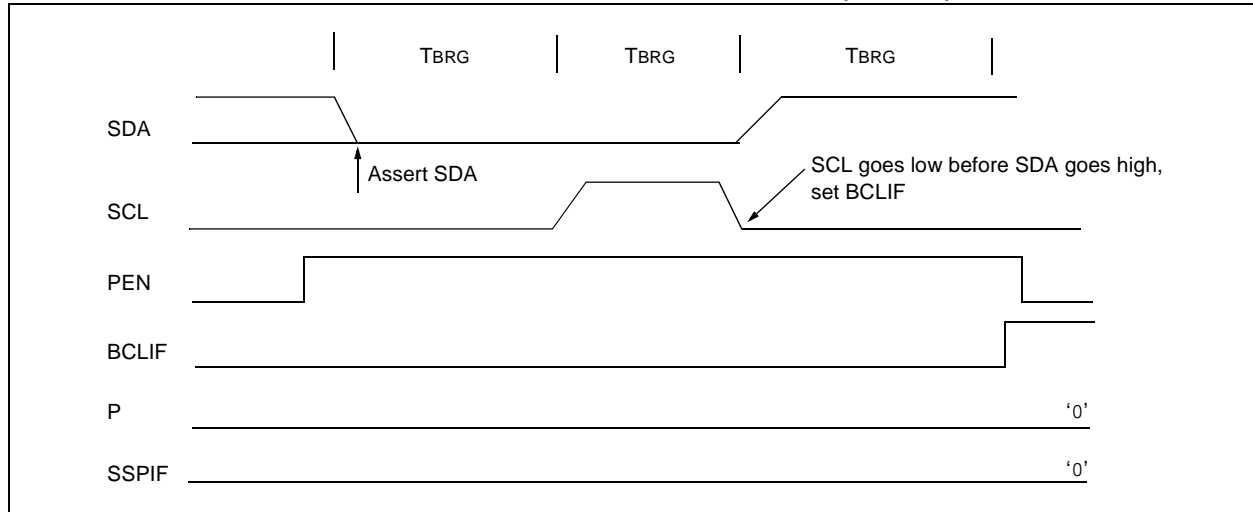 TBRG TBRG TBRG
SDA
Assert SDA
SCL goes low before SDA goes high,
set BCLIF
SCL
PEN
BCLIF
P '0'
SSPIF '0'